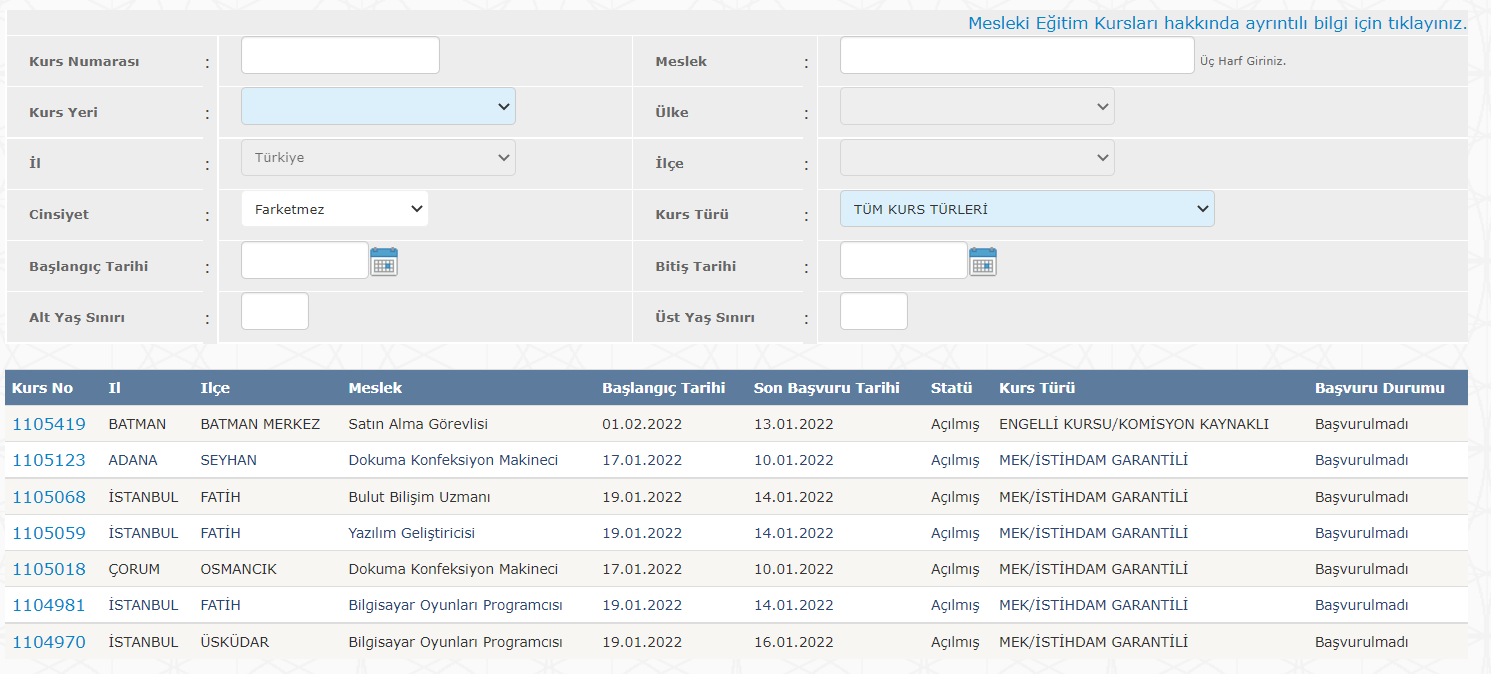 Mesleki Eğitim Kursları hakkında ayrıntılı bilgi için tıklayınız.
Kurs Numarası : Meslek : Üç Harf Giriniz.
Kurs Yeri : Ülke :
İl : Türkiye İlçe :
Cinsiyet : Farketmez Kurs Türü : TÜM KURS TÜRLERİ
Başlangıç Tarihi : Bitiş Tarihi :
Alt Yaş Sınırı : Üst Yaş Sınırı :
Kurs No Il Ilçe Meslek Başlangıç Tarihi Son Başvuru Tarihi Statü Kurs Türü Başvuru Durumu
1105419 BATMAN BATMAN MERKEZ Satın Alma Görevlisi 01.02.2022 13.01.2022 Açılmış ENGELLİ KURSU/KOMİSYON KAYNAKLI Başvurulmadı
1105123 ADANA SEYHAN Dokuma Konfeksiyon Makineci 17.01.2022 10.01.2022 Açılmış MEK/İSTİHDAM GARANTİLİ Başvurulmadı
1105068 İSTANBUL FATİH Bulut Bilişim Uzmanı 19.01.2022 14.01.2022 Açılmış MEK/İSTİHDAM GARANTİLİ Başvurulmadı
1105059 İSTANBUL FATİH Yazılım Geliştiricisi 19.01.2022 14.01.2022 Açılmış MEK/İSTİHDAM GARANTİLİ Başvurulmadı
1105018 ÇORUM OSMANCIK Dokuma Konfeksiyon Makineci 17.01.2022 10.01.2022 Açılmış MEK/İSTİHDAM GARANTİLİ Başvurulmadı
1104981 İSTANBUL FATİH Bilgisayar Oyunları Programcısı 19.01.2022 14.01.2022 Açılmış MEK/İSTİHDAM GARANTİLİ Başvurulmadı
1104970 İSTANBUL ÜSKÜDAR Bilgisayar Oyunları Programcısı 19.01.2022 16.01.2022 Açılmış MEK/İSTİHDAM GARANTİLİ Başvurulmadı